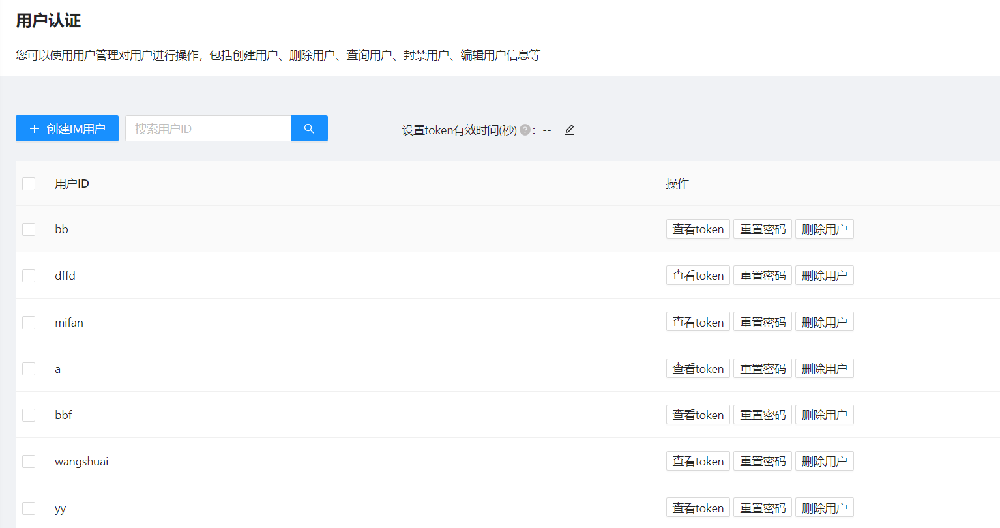 用户认证
您可以使用用户管理对用户进行操作，包括创建用户、删除用户、查询用户、封禁用户、编辑用户信息等
+ 创建IM用户 搜索用户ID 设置token有效时间(秒) ? : --
用户ID 操作
bb 查看token 重置密码 删除用户
dffd 查看token 重置密码 删除用户
mifan 查看token 重置密码 删除用户
a 查看token 重置密码 删除用户
bbf 查看token 重置密码 删除用户
wangshuai 查看token 重置密码 删除用户
yy 查看token 重置密码 删除用户